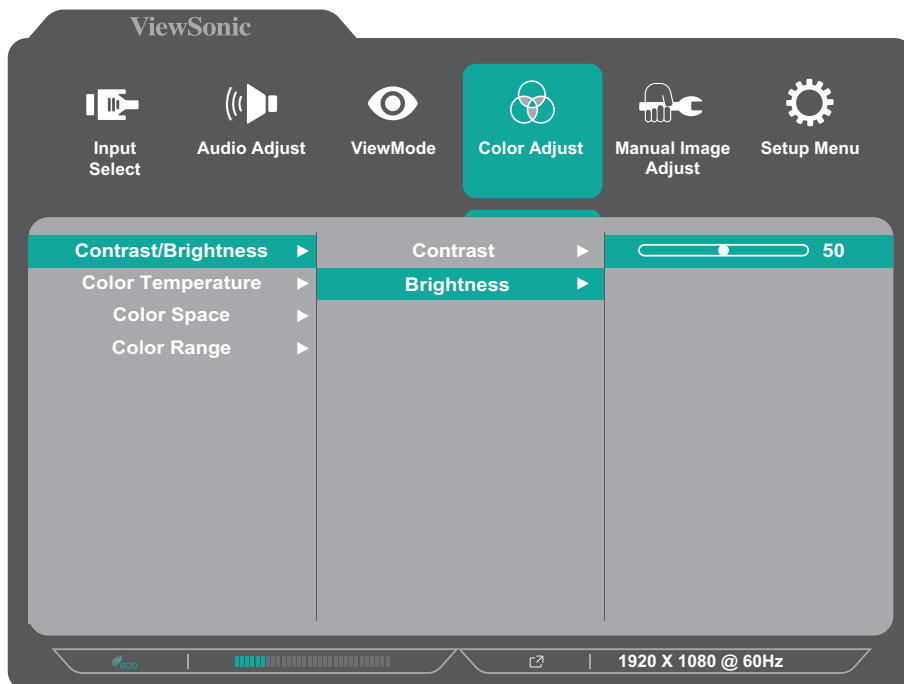 ViewSonic
Input
Select
Audio Adjust
ViewMode
Color Adjust
Manual Image
Adjust
Setup Menu
Contrast/Brightness
Contrast
50
Color Temperature
Brightness
Color Space
Color Range
eco
1920 X 1080 @ 60Hz